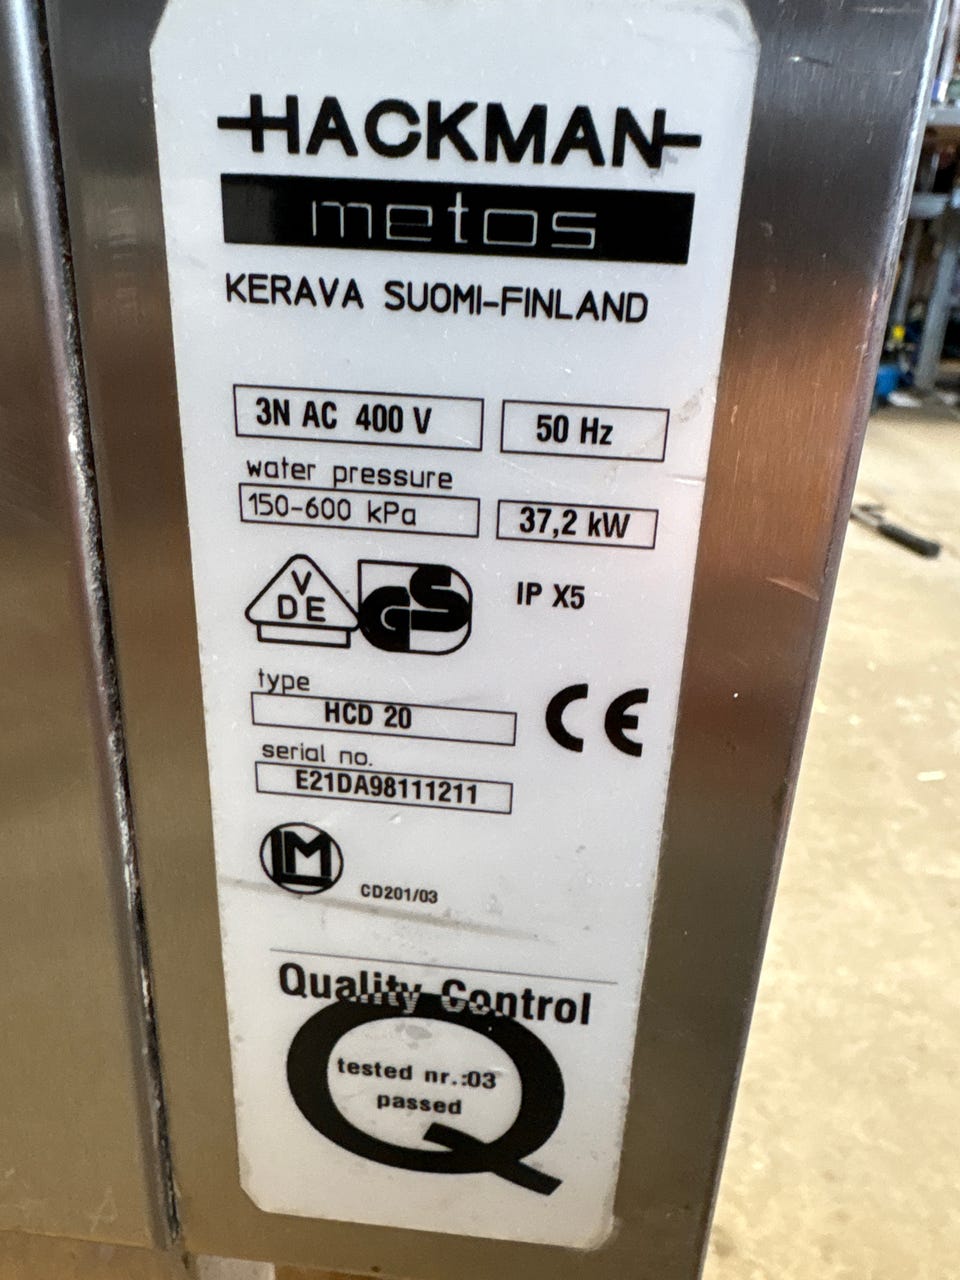 HACKMAN
metos
KERAVA SUOMI-FINLAND
3N AC 400 V 50 Hz
water pressure
150-600 kPa 37,2 kW
VDE GS IP X5
type
HCD 20 CE
serial no.
E21DA98111211
LM CD201/03
Quality Control
tested nr.:03
passed